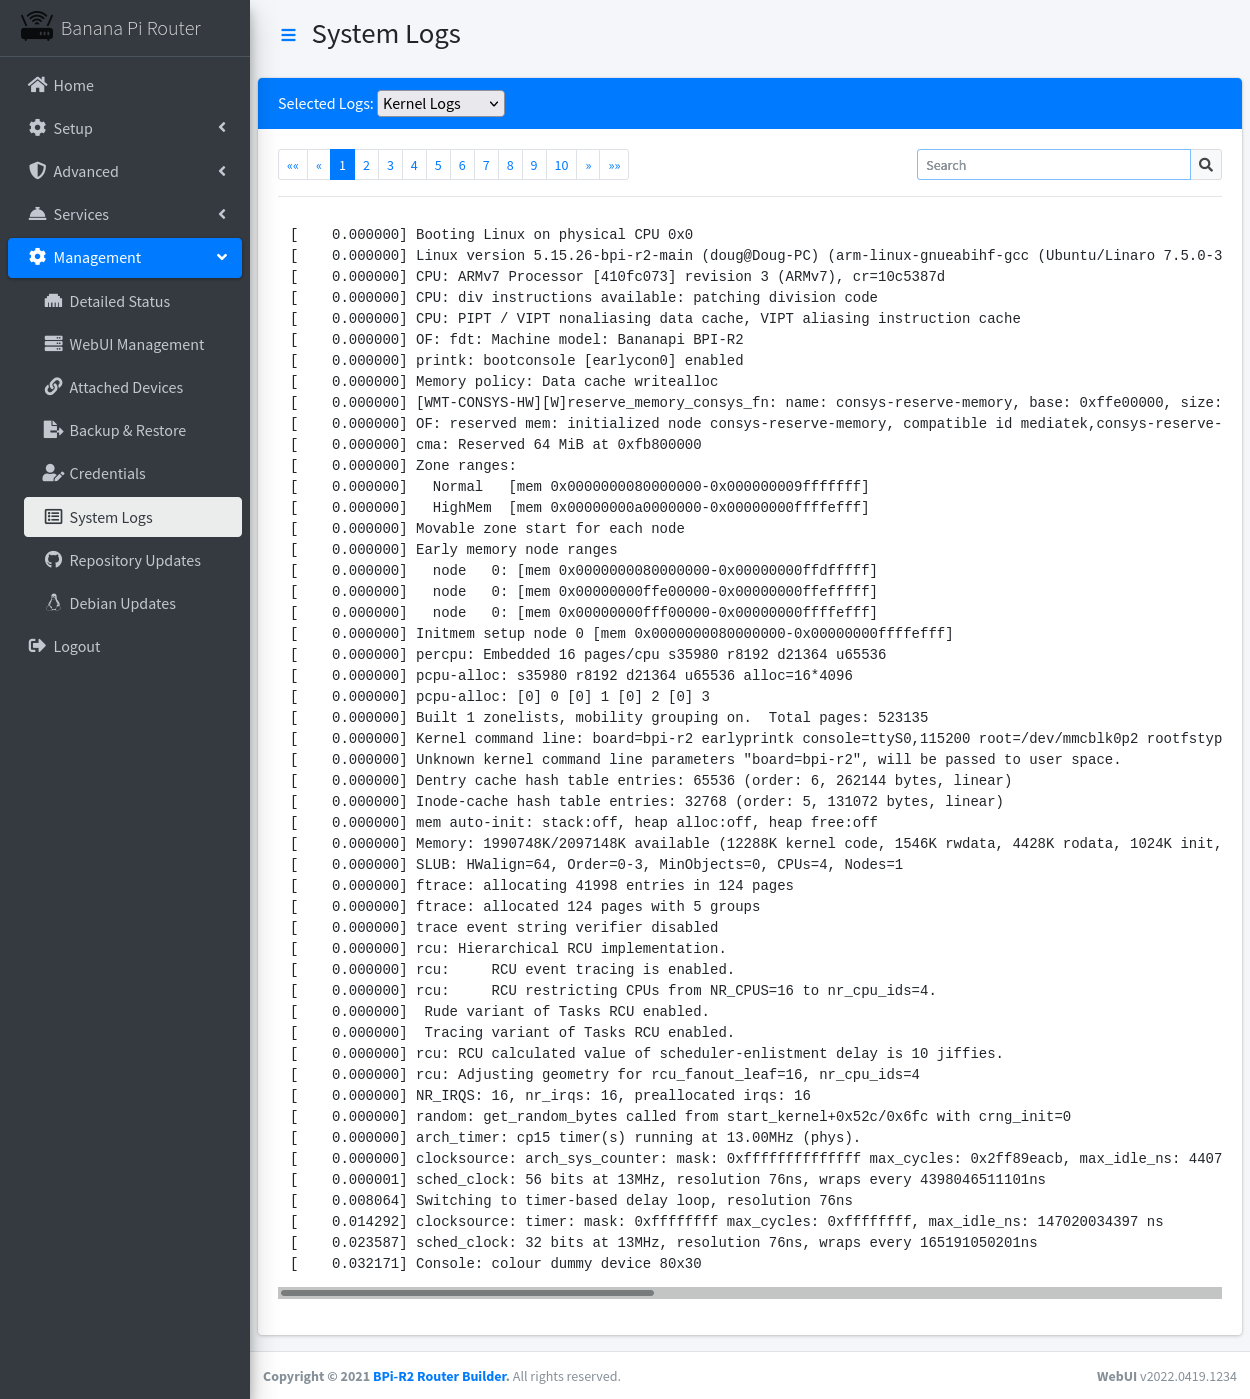 Banana Pi Router
Home
Setup
Advanced
Services
Management
Detailed Status
WebUI Management
Attached Devices
Backup & Restore
Credentials
System Logs
Repository Updates
Debian Updates
Logout
System Logs
Selected Logs: Kernel Logs
«« « 1 2 3 4 5 6 7 8 9 10 » »»
Search
[    0.000000] Booting Linux on physical CPU 0x0
[    0.000000] Linux version 5.15.26-bpi-r2-main (doug@Doug-PC) (arm-linux-gnueabihf-gcc (Ubuntu/Linaro 7.5.0-3
[    0.000000] CPU: ARMv7 Processor [410fc073] revision 3 (ARMv7), cr=10c5387d
[    0.000000] CPU: div instructions available: patching division code
[    0.000000] CPU: PIPT / VIPT nonaliasing data cache, VIPT aliasing instruction cache
[    0.000000] OF: fdt: Machine model: Bananapi BPI-R2
[    0.000000] printk: bootconsole [earlycon0] enabled
[    0.000000] Memory policy: Data cache writealloc
[    0.000000] [WMT-CONSYS-HW][W]reserve_memory_consys_fn: name: consys-reserve-memory, base: 0xffe00000, size:
[    0.000000] OF: reserved mem: initialized node consys-reserve-memory, compatible id mediatek,consys-reserve-
[    0.000000] cma: Reserved 64 MiB at 0xfb800000
[    0.000000] Zone ranges:
[    0.000000]   Normal   [mem 0x0000000080000000-0x000000009fffffff]
[    0.000000]   HighMem  [mem 0x00000000a0000000-0x00000000ffffefff]
[    0.000000] Movable zone start for each node
[    0.000000] Early memory node ranges
[    0.000000]   node   0: [mem 0x0000000080000000-0x00000000ffdfffff]
[    0.000000]   node   0: [mem 0x00000000ffe00000-0x00000000ffefffff]
[    0.000000]   node   0: [mem 0x00000000fff00000-0x00000000ffffefff]
[    0.000000] Initmem setup node 0 [mem 0x0000000080000000-0x00000000ffffefff]
[    0.000000] percpu: Embedded 16 pages/cpu s35980 r8192 d21364 u65536
[    0.000000] pcpu-alloc: s35980 r8192 d21364 u65536 alloc=16*4096
[    0.000000] pcpu-alloc: [0] 0 [0] 1 [0] 2 [0] 3
[    0.000000] Built 1 zonelists, mobility grouping on.  Total pages: 523135
[    0.000000] Kernel command line: board=bpi-r2 earlyprintk console=ttyS0,115200 root=/dev/mmcblk0p2 rootfstyp
[    0.000000] Unknown kernel command line parameters "board=bpi-r2", will be passed to user space.
[    0.000000] Dentry cache hash table entries: 65536 (order: 6, 262144 bytes, linear)
[    0.000000] Inode-cache hash table entries: 32768 (order: 5, 131072 bytes, linear)
[    0.000000] mem auto-init: stack:off, heap alloc:off, heap free:off
[    0.000000] Memory: 1990748K/2097148K available (12288K kernel code, 1546K rwdata, 4428K rodata, 1024K init,
[    0.000000] SLUB: HWalign=64, Order=0-3, MinObjects=0, CPUs=4, Nodes=1
[    0.000000] ftrace: allocating 41998 entries in 124 pages
[    0.000000] ftrace: allocated 124 pages with 5 groups
[    0.000000] trace event string verifier disabled
[    0.000000] rcu: Hierarchical RCU implementation.
[    0.000000] rcu:     RCU event tracing is enabled.
[    0.000000] rcu:     RCU restricting CPUs from NR_CPUS=16 to nr_cpu_ids=4.
[    0.000000]  Rude variant of Tasks RCU enabled.
[    0.000000]  Tracing variant of Tasks RCU enabled.
[    0.000000] rcu: RCU calculated value of scheduler-enlistment delay is 10 jiffies.
[    0.000000] rcu: Adjusting geometry for rcu_fanout_leaf=16, nr_cpu_ids=4
[    0.000000] NR_IRQS: 16, nr_irqs: 16, preallocated irqs: 16
[    0.000000] random: get_random_bytes called from start_kernel+0x52c/0x6fc with crng_init=0
[    0.000000] arch_timer: cp15 timer(s) running at 13.00MHz (phys).
[    0.000000] clocksource: arch_sys_counter: mask: 0xffffffffffffff max_cycles: 0x2ff89eacb, max_idle_ns: 4407
[    0.000001] sched_clock: 56 bits at 13MHz, resolution 76ns, wraps every 4398046511101ns
[    0.008064] Switching to timer-based delay loop, resolution 76ns
[    0.014292] clocksource: timer: mask: 0xffffffff max_cycles: 0xffffffff, max_idle_ns: 147020034397 ns
[    0.023587] sched_clock: 32 bits at 13MHz, resolution 76ns, wraps every 165191050201ns
[    0.032171] Console: colour dummy device 80x30
Copyright © 2021 BPi-R2 Router Builder. All rights reserved.
WebUI v2022.0419.1234